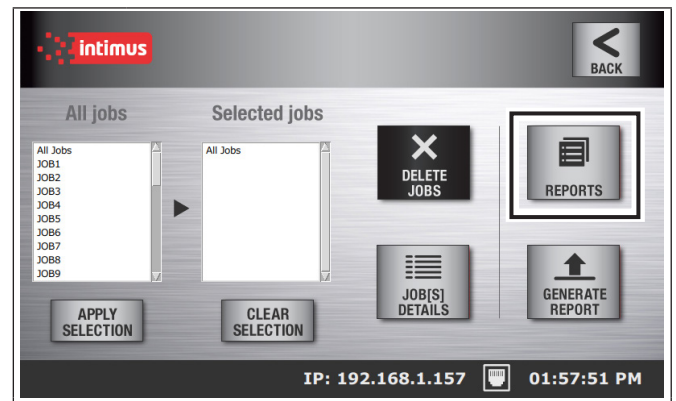 intimus
BACK
All jobs
Selected jobs
All Jobs
JOB1
JOB2
JOB3
JOB4
JOB5
JOB6
JOB7
JOB8
JOB9
All Jobs
DELETE
JOBS
REPORTS
JOB[S]
DETAILS
GENERATE
REPORT
APPLY
SELECTION
CLEAR
SELECTION
IP: 192.168.1.157
01:57:51 PM